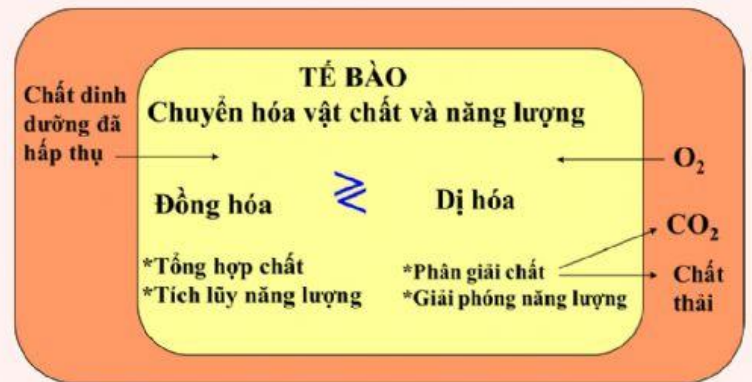 TẾ BÀO
Chuyển hóa vật chất và năng lượng
Chất dinh
dưỡng đã
hấp thụ
O₂
Đồng hóa
≷
Dị hóa
CO₂
*Tổng hợp chất
*Tích lũy năng lượng
*Phân giải chất
*Giải phóng năng lượng
Chất
thải